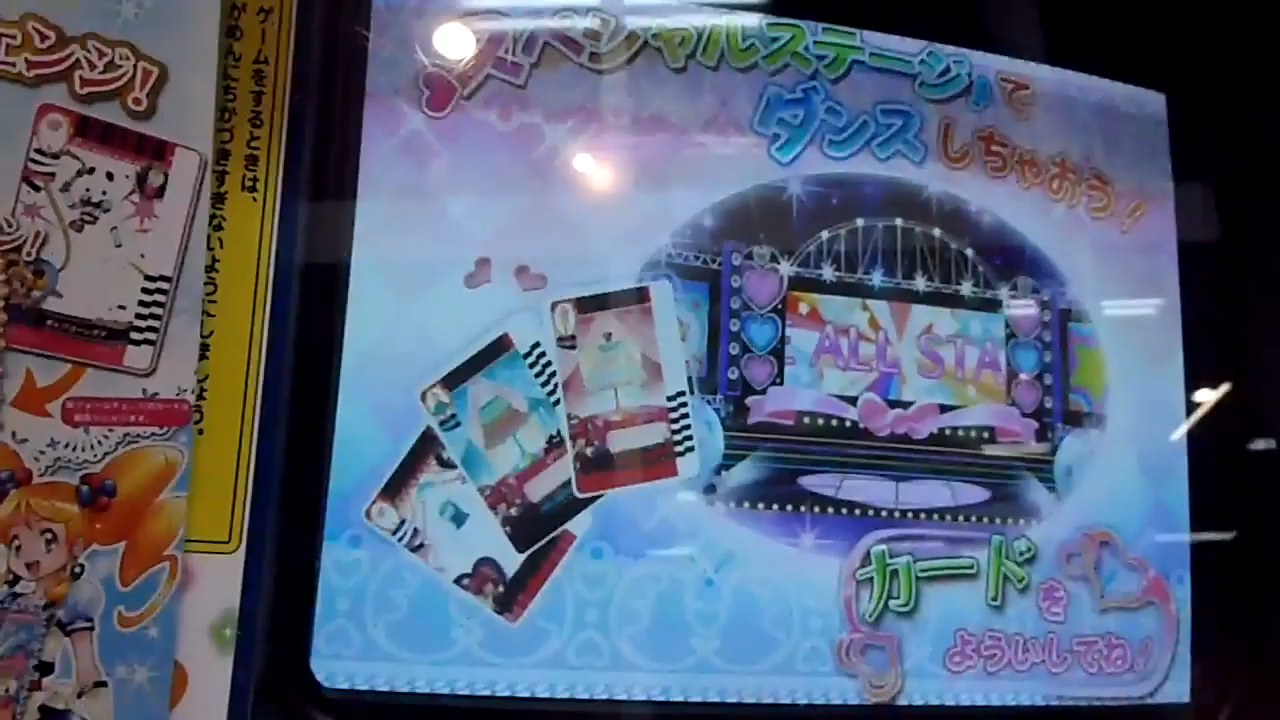 ェンジ!
ゲームをするときは、
がめんにちかづきすぎないようにしましょう。
スペシャルステージで
ダンスしちゃおう!
ALL STA
カードを
よういしてね!